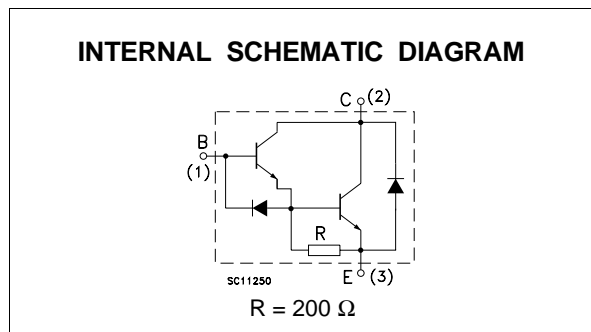 INTERNAL SCHEMATIC DIAGRAM
C (2)
B
(1)
R
SC11250
E (3)
R = 200 Ω